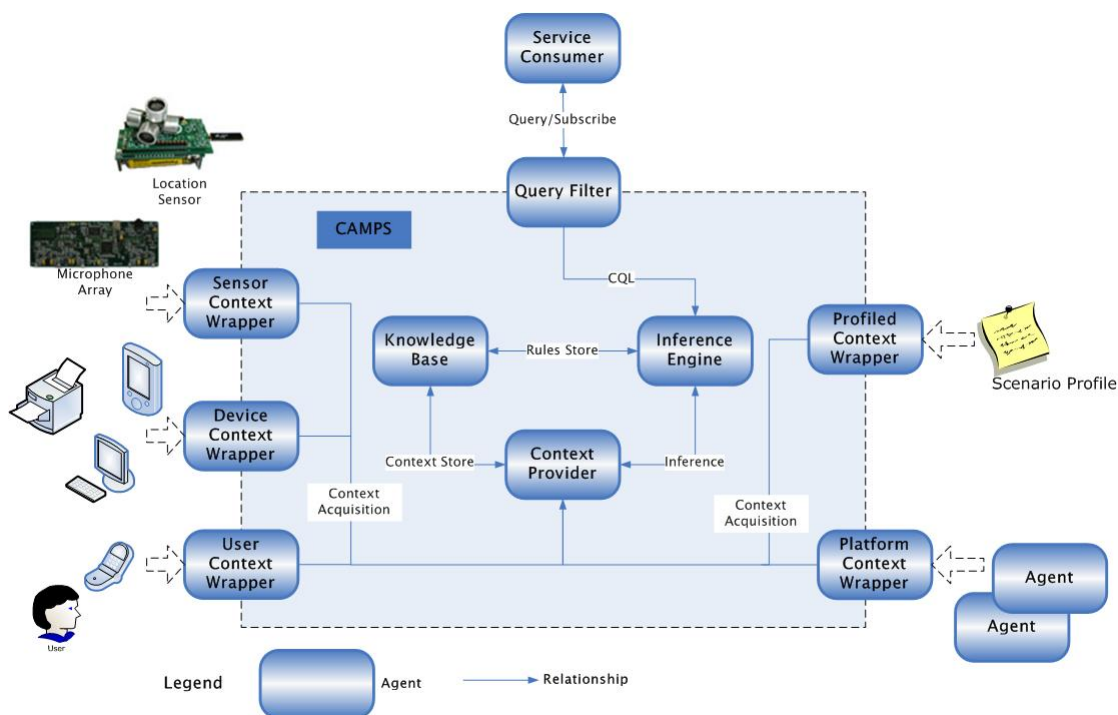 Service
Consumer
Query/Subscribe
Location
Sensor
Query Filter
CAMPS
Microphone
Array
CQL
Sensor
Context
Wrapper
Knowledge
Base
Rules Store
Inference
Engine
Profiled
Context
Wrapper
Scenario Profile
Device
Context
Wrapper
Context Store
Context
Provider
Inference
Context
Acquisition
Context
Acquisition
User
Context
Wrapper
Platform
Context
Wrapper
Agent
Agent
User
Legend
Agent
Relationship